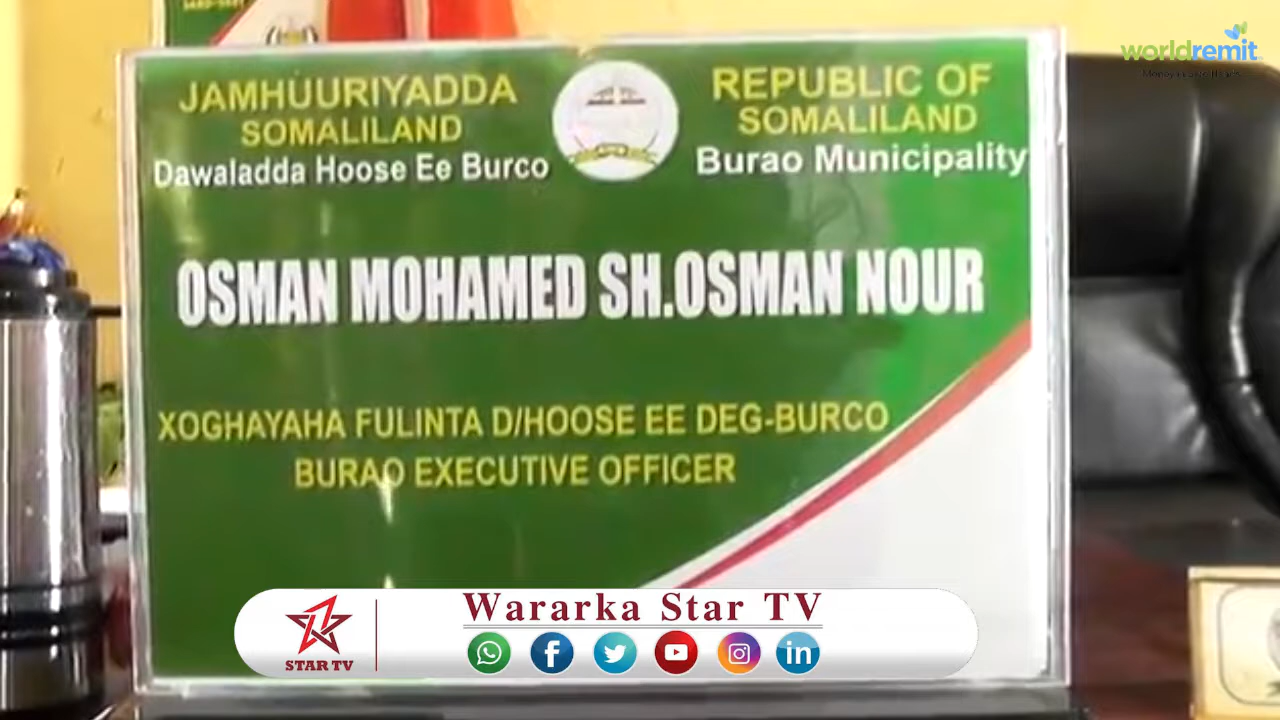 JAMHUURIYADDA
SOMALILAND
Dawaladda Hoose Ee Burco
REPUBLIC OF
SOMALILAND
Burao Municipality
OSMAN MOHAMED SH.OSMAN NOUR
XOGHAYAHA FULINTA D/HOOSE EE DEG-BURCO
BURAO EXECUTIVE OFFICER
worldremit
STAR TV
Wararka Star TV